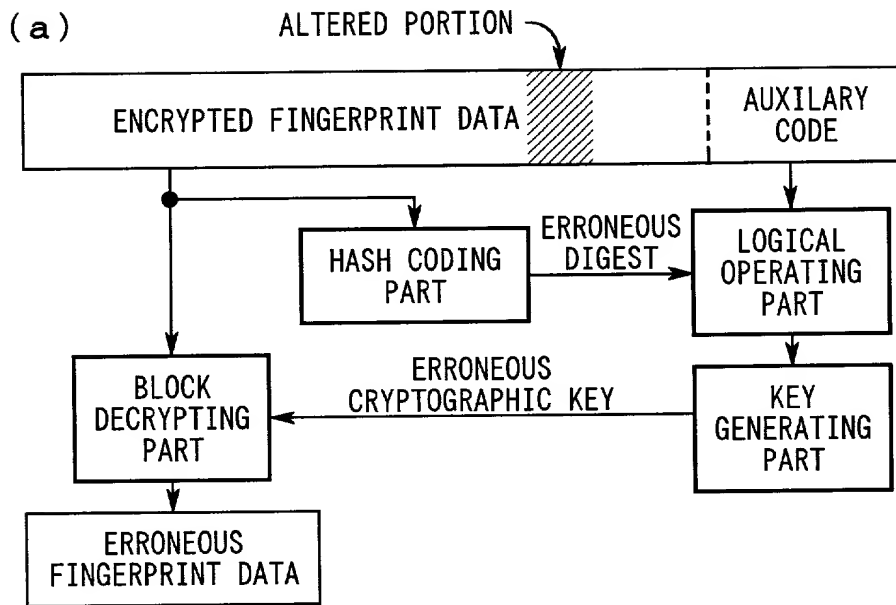 (a)
ALTERED PORTION
ENCRYPTED FINGERPRINT DATA
AUXILARY
CODE
HASH CODING
PART
ERRONEOUS
DIGEST
LOGICAL
OPERATING
PART
BLOCK
DECRYPTING
PART
ERRONEOUS
CRYPTOGRAPHIC KEY
KEY
GENERATING
PART
ERRONEOUS
FINGERPRINT DATA